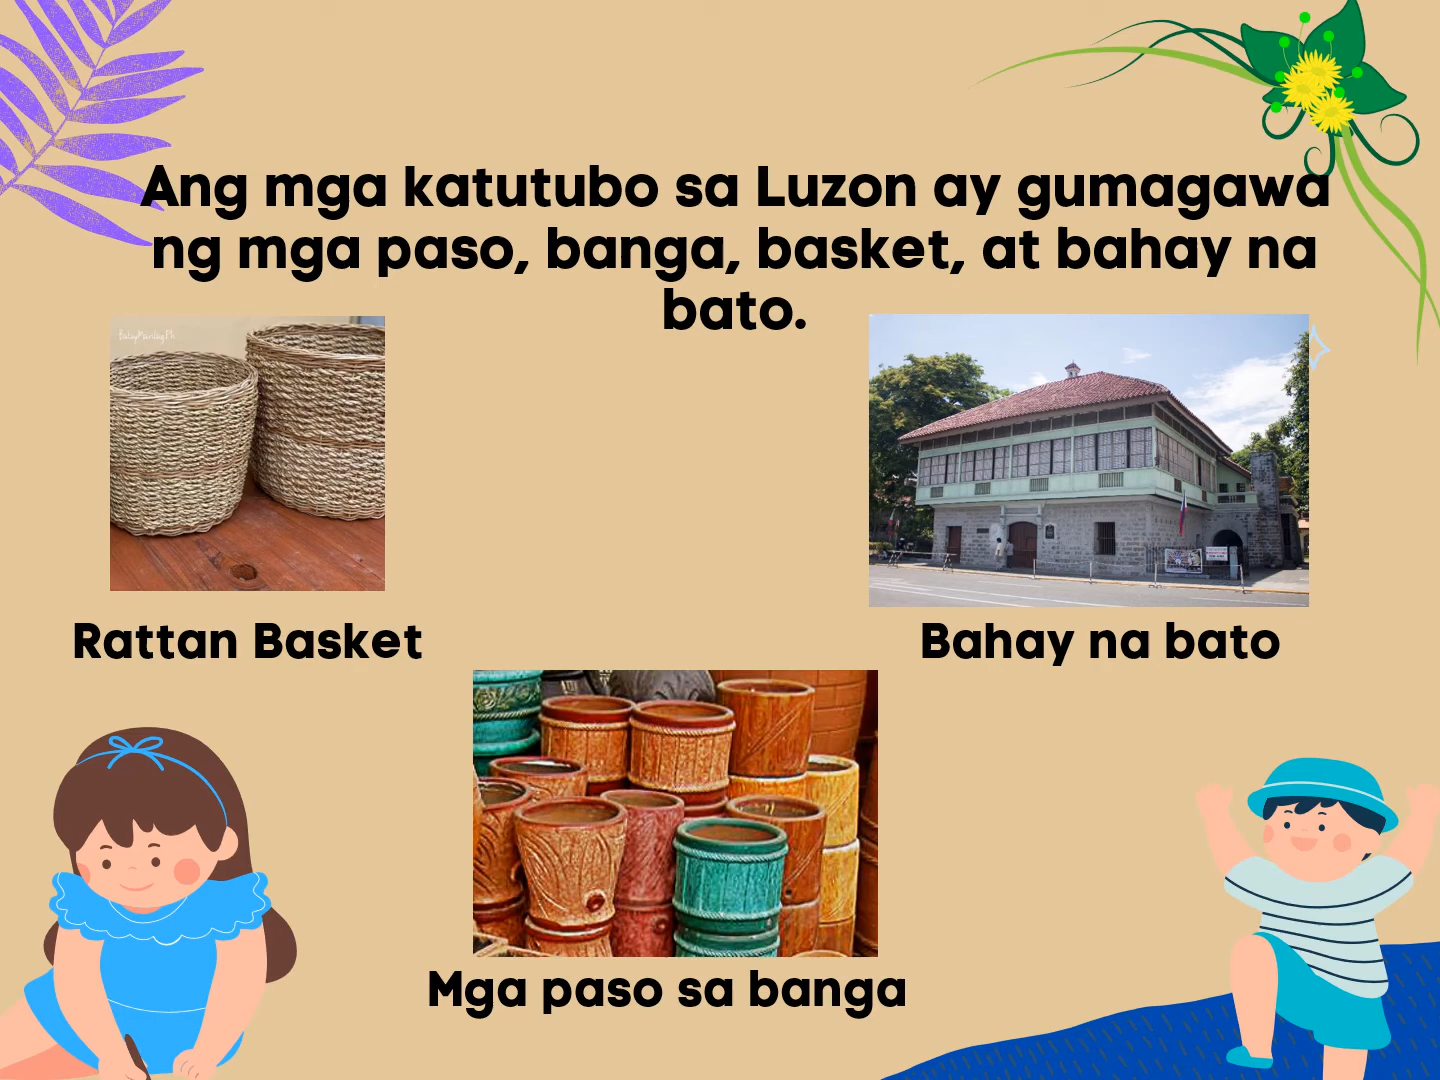 Ang mga katutubo sa Luzon ay gumagawa
ng mga paso, banga, basket, at bahay na
bato.
BatayMunslagPh
Rattan Basket
Bahay na bato
Mga paso sa banga